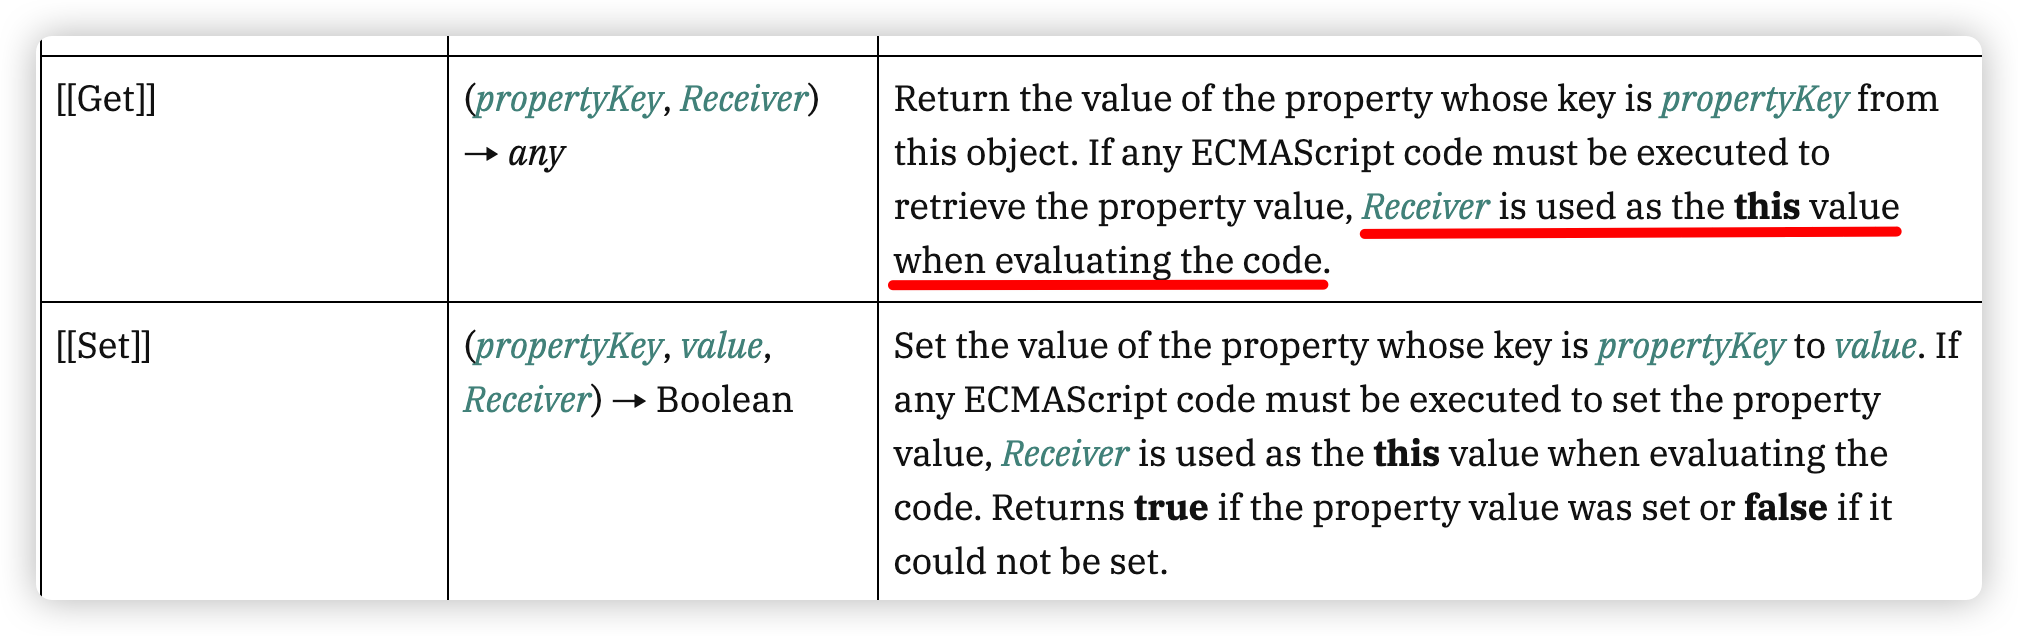 [[Get]]
(propertyKey, Receiver)
→ any
Return the value of the property whose key is propertyKey from
this object. If any ECMAScript code must be executed to
retrieve the property value, Receiver is used as the this value
when evaluating the code.
[[Set]]
(propertyKey, value,
Receiver) → Boolean
Set the value of the property whose key is propertyKey to value. If
any ECMAScript code must be executed to set the property
value, Receiver is used as the this value when evaluating the
code. Returns true if the property value was set or false if it
could not be set.